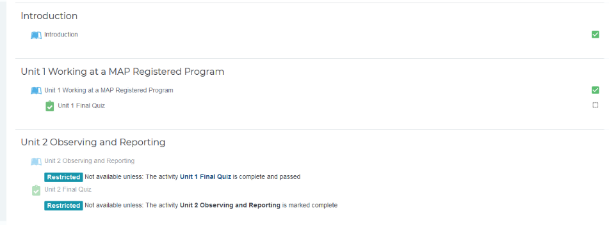 Introduction
Introduction
Unit 1 Working at a MAP Registered Program
Unit 1 Working at a MAP Registered Program
Unit 1 Final Quiz
Unit 2 Observing and Reporting
Unit 2 Observing and Reporting
Restricted Not available unless: The activity Unit 1 Final Quiz is complete and passed
Unit 2 Final Quiz
Restricted Not available unless: The activity Unit 2 Observing and Reporting is marked complete